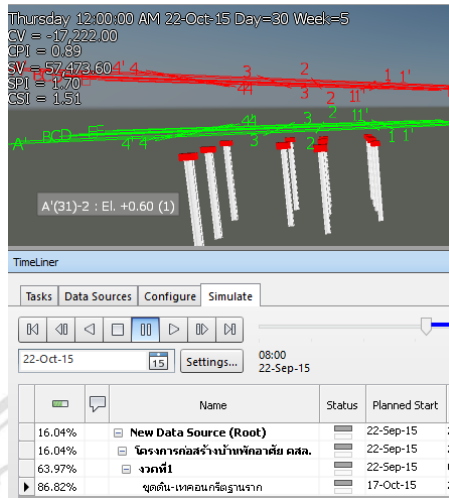 Thursday 12:00:00 AM 22-Oct-15 Day=30 Week=5
CV = -17,222.00
CPI = 0.89
SV = 57,473.60
SPI = 1.70
CSI = 1.51
4' 4 3 2 1 1'
44 3 2 1 1'
A' BCD EE 44 3 2 1 1'
4' 4 3 2 1 1'
A'(31)-2 : El. +0.60 (1)
TimeLiner
Tasks Data Sources Configure Simulate
22-Oct-15 15 Settings... 08:00
22-Sep-15
Name Status Planned Start
16.04% New Data Source (Root) 22-Sep-15
16.04% โครงการก่อสร้างบ้านพักอาศัย คสล. 22-Sep-15
63.97% งวดที่1 22-Sep-15
86.82% ขุดดิน-เทคอนกรีตฐานราก 17-Oct-15